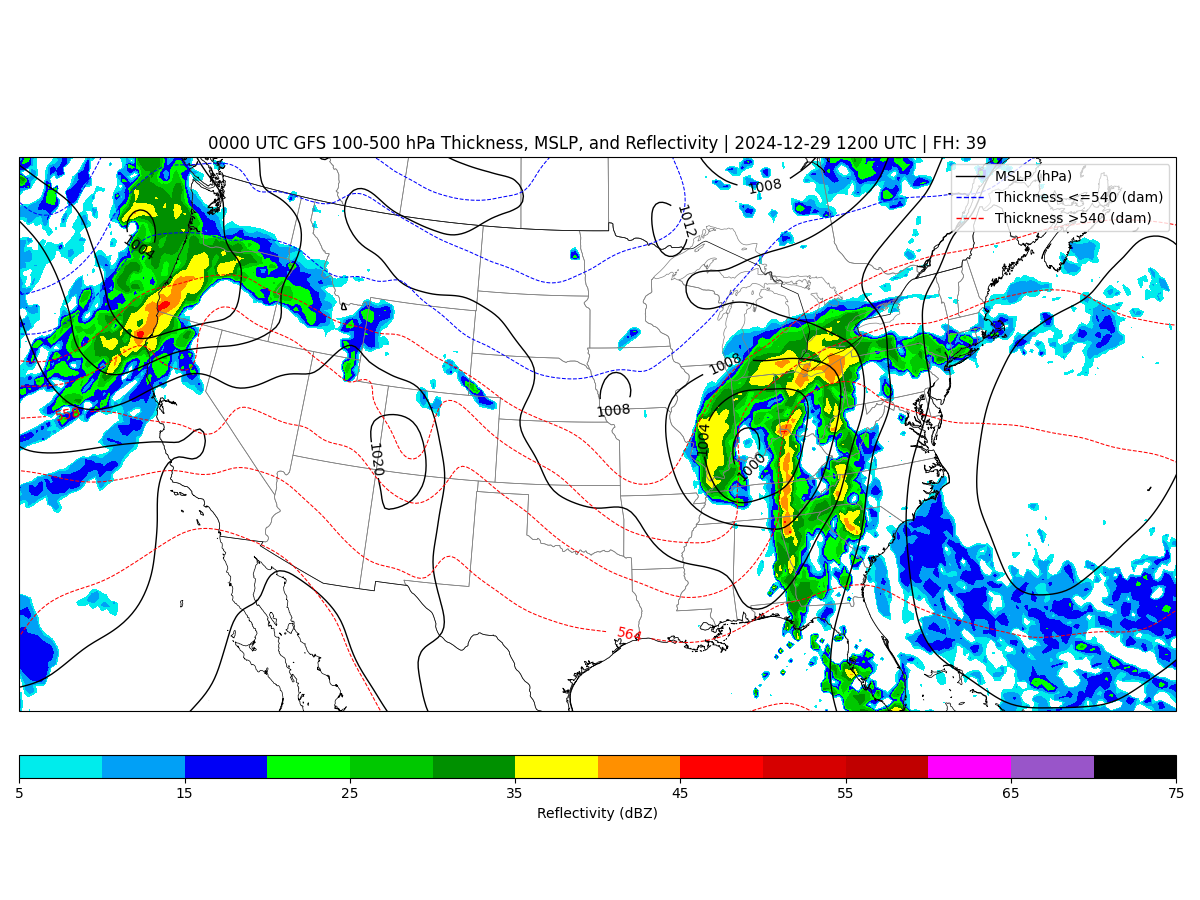 0000 UTC GFS 100-500 hPa Thickness, MSLP, and Reflectivity | 2024-12-29 1200 UTC | FH: 39
MSLP (hPa)
Thickness <=540 (dam)
Thickness >540 (dam)
1008
1012
1004
1008
1008
1004
1000
1020
564
5 15 25 35 45 55 65 75
Reflectivity (dBZ)